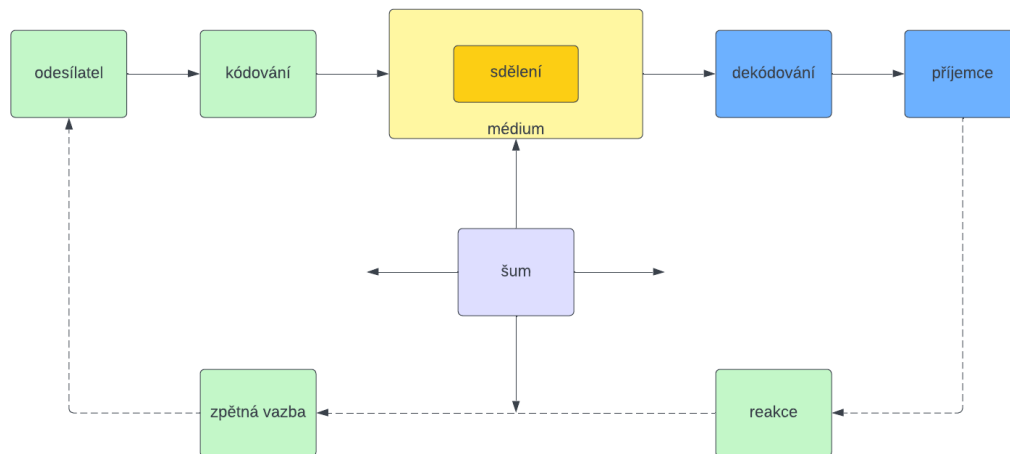 odesílatel
kódování
sdělení
médium
dekódování
příjemce
šum
zpětná vazba
reakce